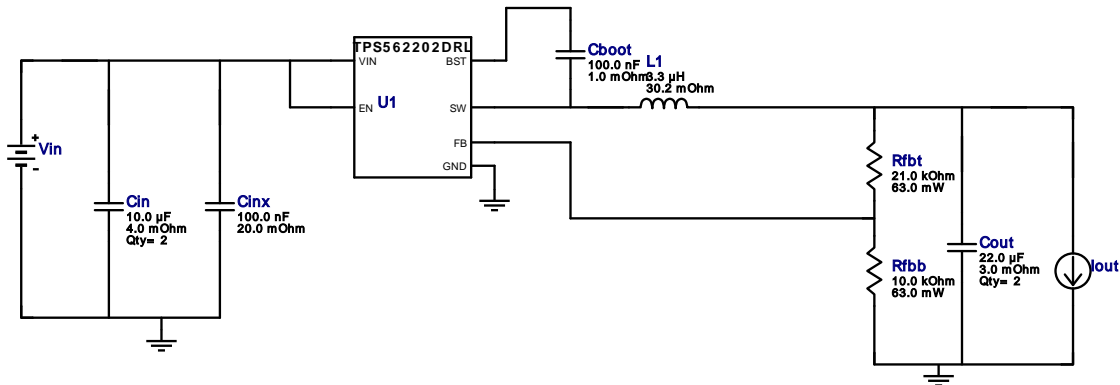 TPS562202DRL
VIN
BST
EN
U1
SW
FB
GND
Cboot
100.0 nF
1.0 mOhm
L1
3.3 µH
30.2 mOhm
+
Vin
-
Cin
10.0 µF
4.0 mOhm
Qty= 2
Cinx
100.0 nF
20.0 mOhm
Rfbt
21.0 kOhm
63.0 mW
Rfbb
10.0 kOhm
63.0 mW
Cout
22.0 µF
3.0 mOhm
Qty= 2
Iout